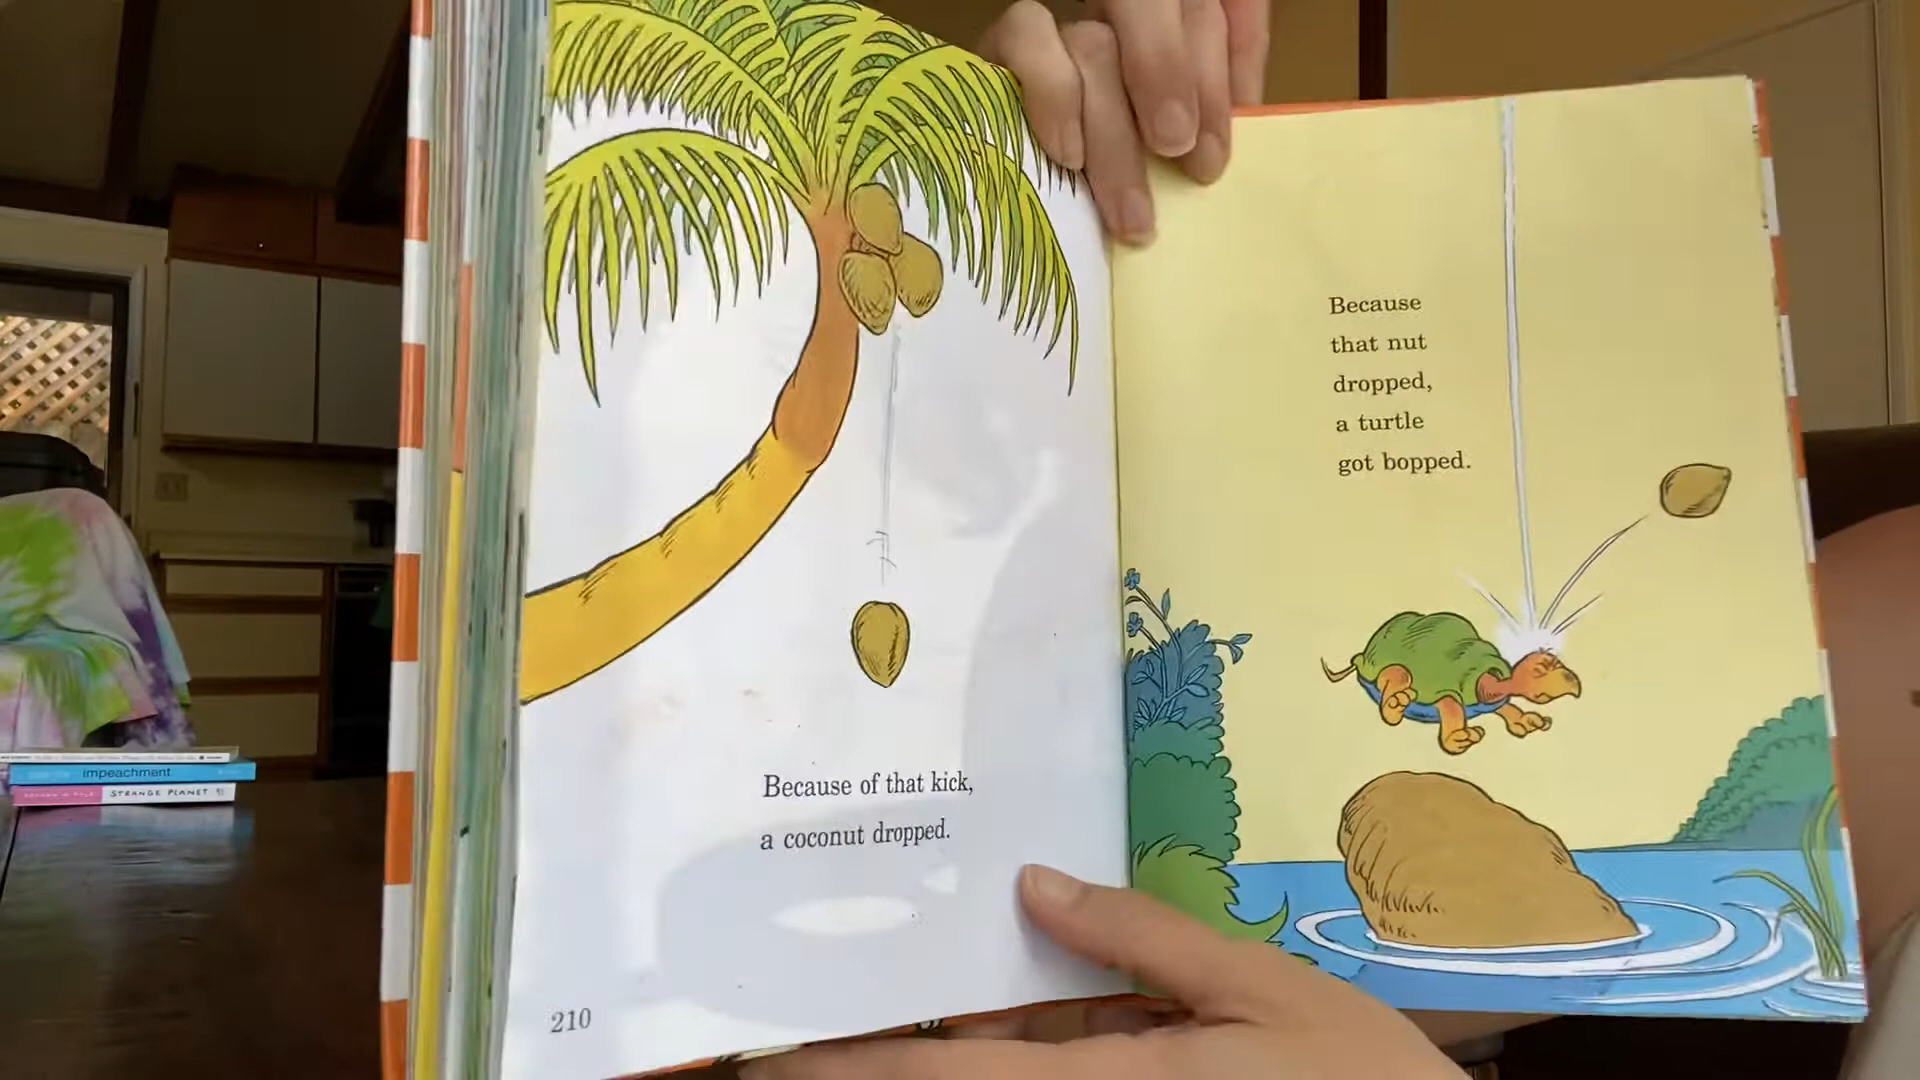 Because of that kick,
a coconut dropped.
210
Because
that nut
dropped,
a turtle
got bopped.
impeachment
STRANGE PLANET